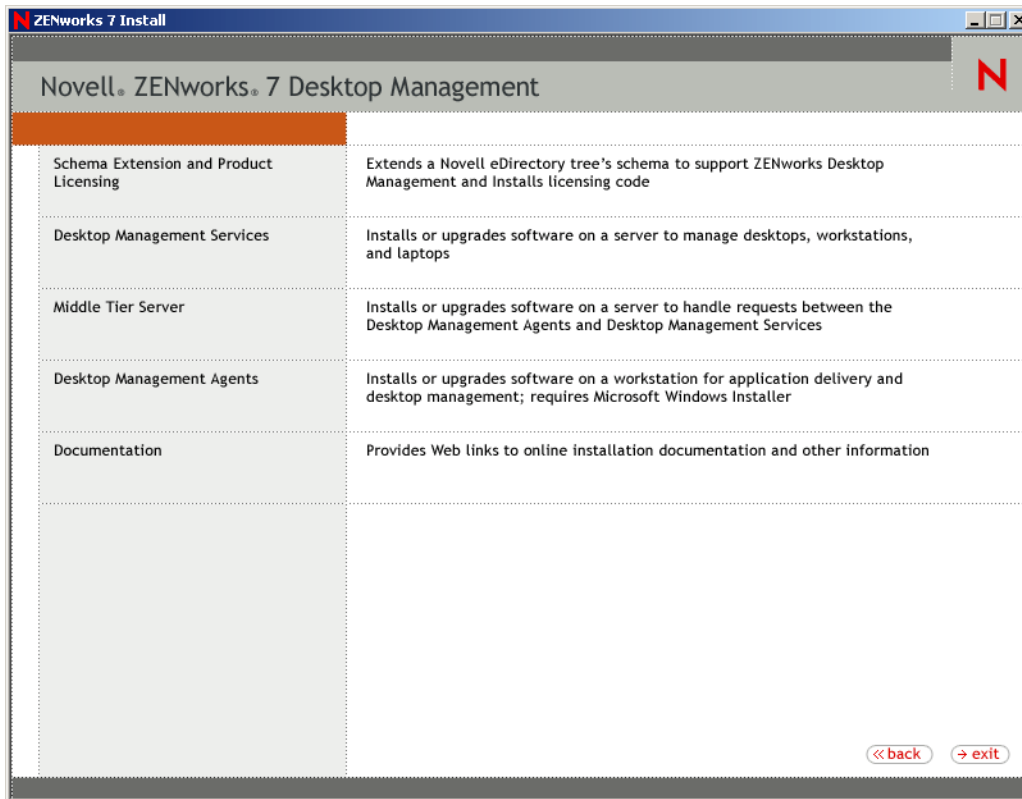 N ZENworks 7 Install
Novell® ZENworks® 7 Desktop Management
N
Schema Extension and Product
Licensing
Extends a Novell eDirectory tree's schema to support ZENworks Desktop
Management and Installs licensing code
Desktop Management Services
Installs or upgrades software on a server to manage desktops, workstations,
and laptops
Middle Tier Server
Installs or upgrades software on a server to handle requests between the
Desktop Management Agents and Desktop Management Services
Desktop Management Agents
Installs or upgrades software on a workstation for application delivery and
desktop management; requires Microsoft Windows Installer
Documentation
Provides Web links to online installation documentation and other information
« back
→ exit